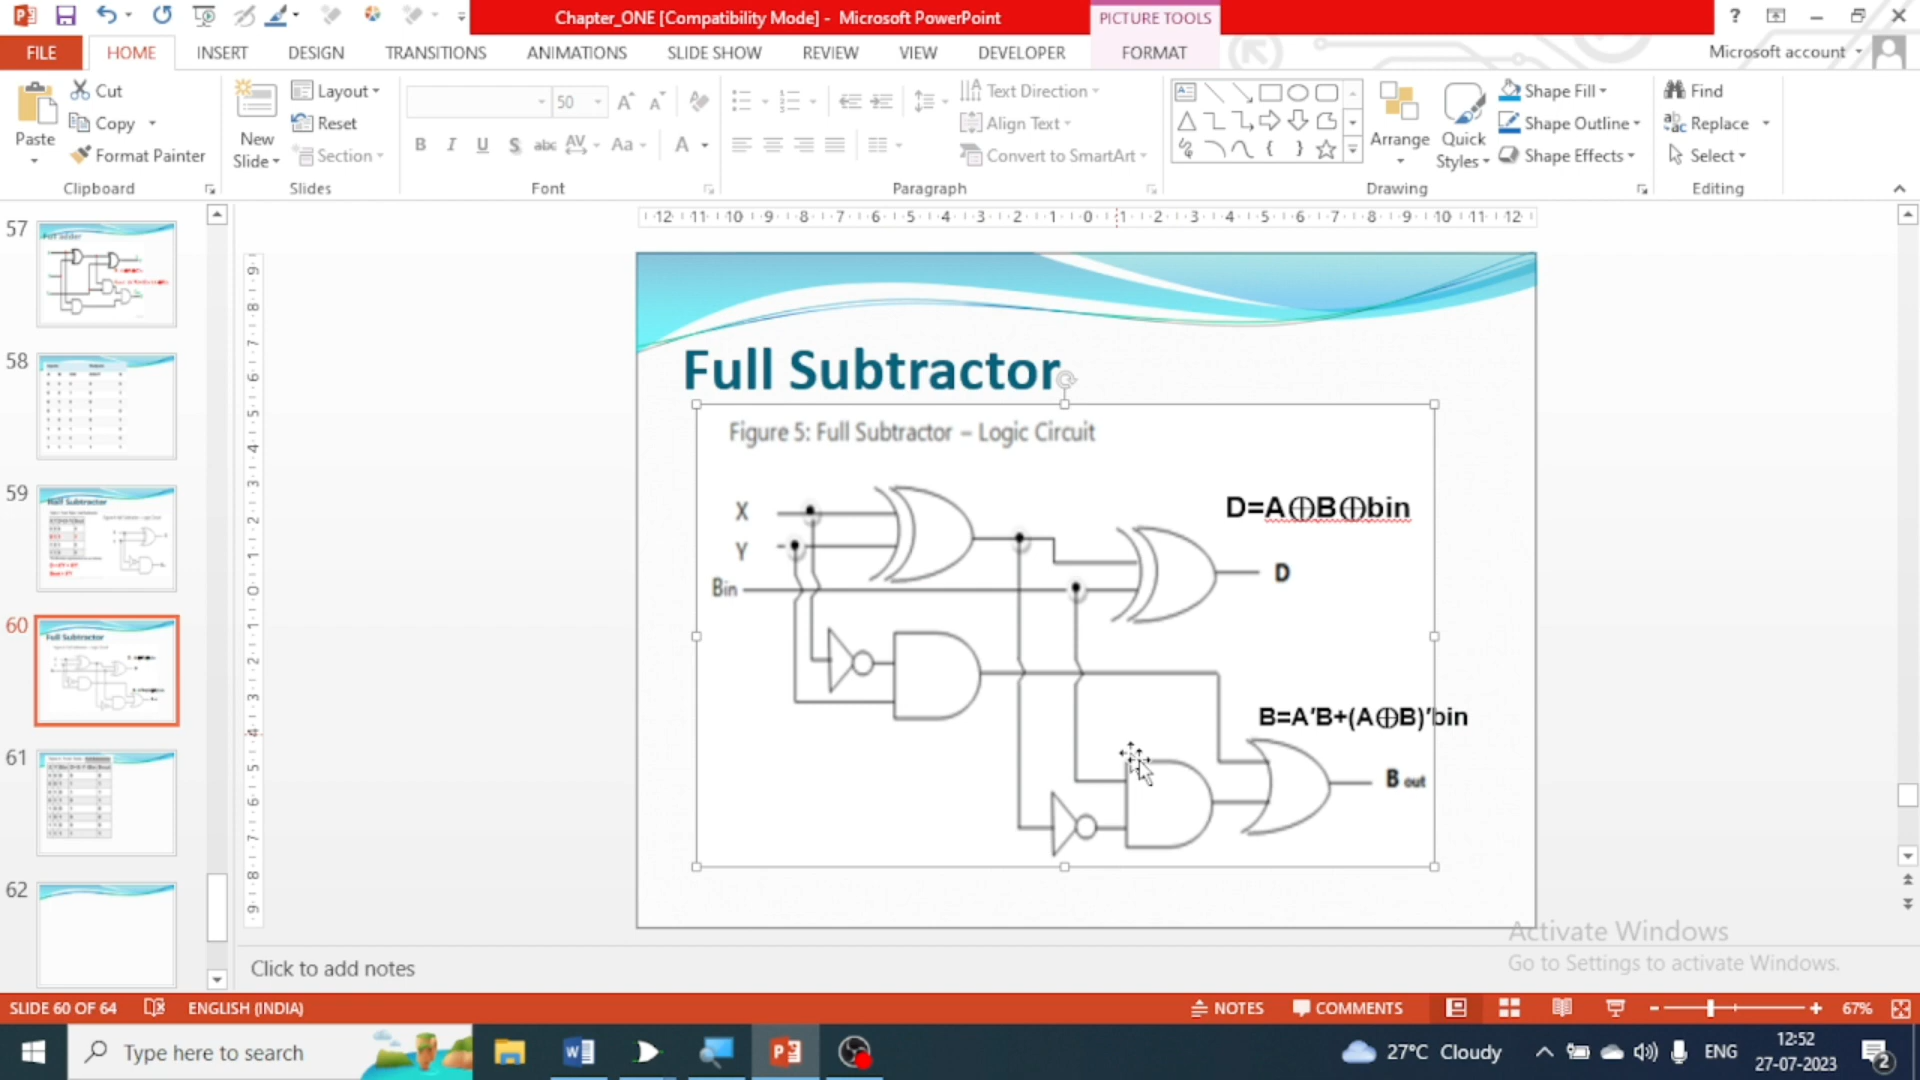 Chapter_ONE [Compatibility Mode] - Microsoft PowerPoint
PICTURE TOOLS
?
FILE
HOME
INSERT
DESIGN
TRANSITIONS
ANIMATIONS
SLIDE SHOW
REVIEW
VIEW
DEVELOPER
FORMAT
Microsoft account
Paste
Cut
Copy
Format Painter
Clipboard
New Slide
Layout
Reset
Section
Slides
50
Font
Text Direction
Align Text
Convert to SmartArt
Paragraph
Arrange
Quick Styles
Shape Fill
Shape Outline
Shape Effects
Drawing
Find
Replace
Select
Editing
57
58
59
60
61
62
Full Subtractor
Figure 5: Full Subtractor – Logic Circuit
X
Y
Bin
D=A⊕B⊕bin
D
B=A'B+(A⊕B)'bin
B out
Activate Windows
Go to Settings to activate Windows.
Click to add notes
SLIDE 60 OF 64
ENGLISH (INDIA)
NOTES
COMMENTS
67%
Type here to search
27°C Cloudy
ENG
12:52
27-07-2023
2